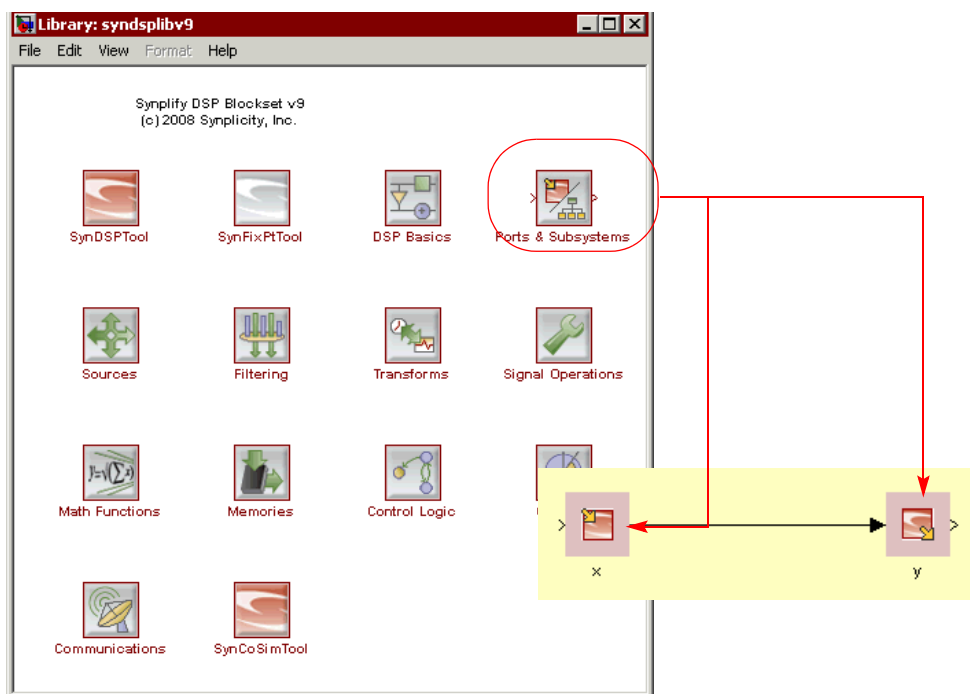 Library: syndsplibv9
File Edit View Format Help
Synplify DSP Blockset v9
(c) 2008 Synplicity, Inc.
SynDSPTool
SynFixPtTool
DSP Basics
Ports & Subsystems
Sources
Filtering
Transforms
Signal Operations
Math Functions
Memories
Control Logic
x
y
Communications
SynCoSimTool